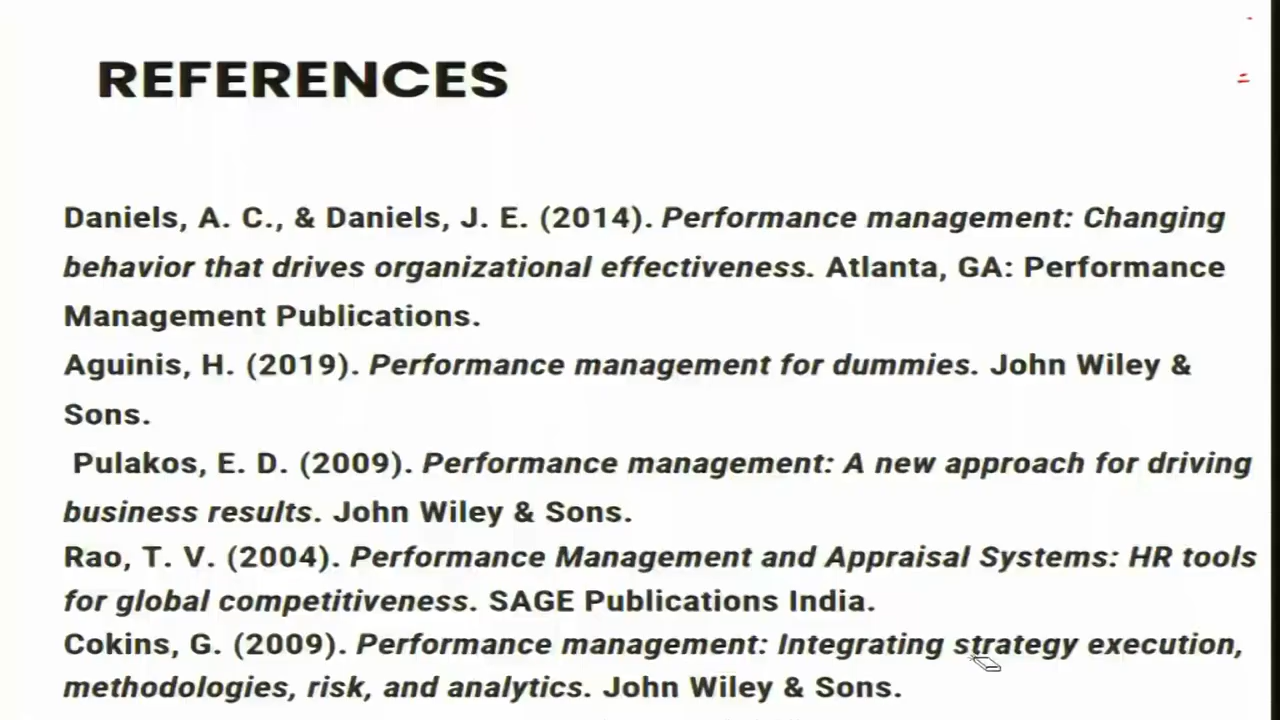 REFERENCES
Daniels, A. C., & Daniels, J. E. (2014). Performance management: Changing
behavior that drives organizational effectiveness. Atlanta, GA: Performance
Management Publications.
Aguinis, H. (2019). Performance management for dummies. John Wiley &
Sons.
Pulakos, E. D. (2009). Performance management: A new approach for driving
business results. John Wiley & Sons.
Rao, T. V. (2004). Performance Management and Appraisal Systems: HR tools
for global competitiveness. SAGE Publications India.
Cokins, G. (2009). Performance management: Integrating strategy execution,
methodologies, risk, and analytics. John Wiley & Sons.